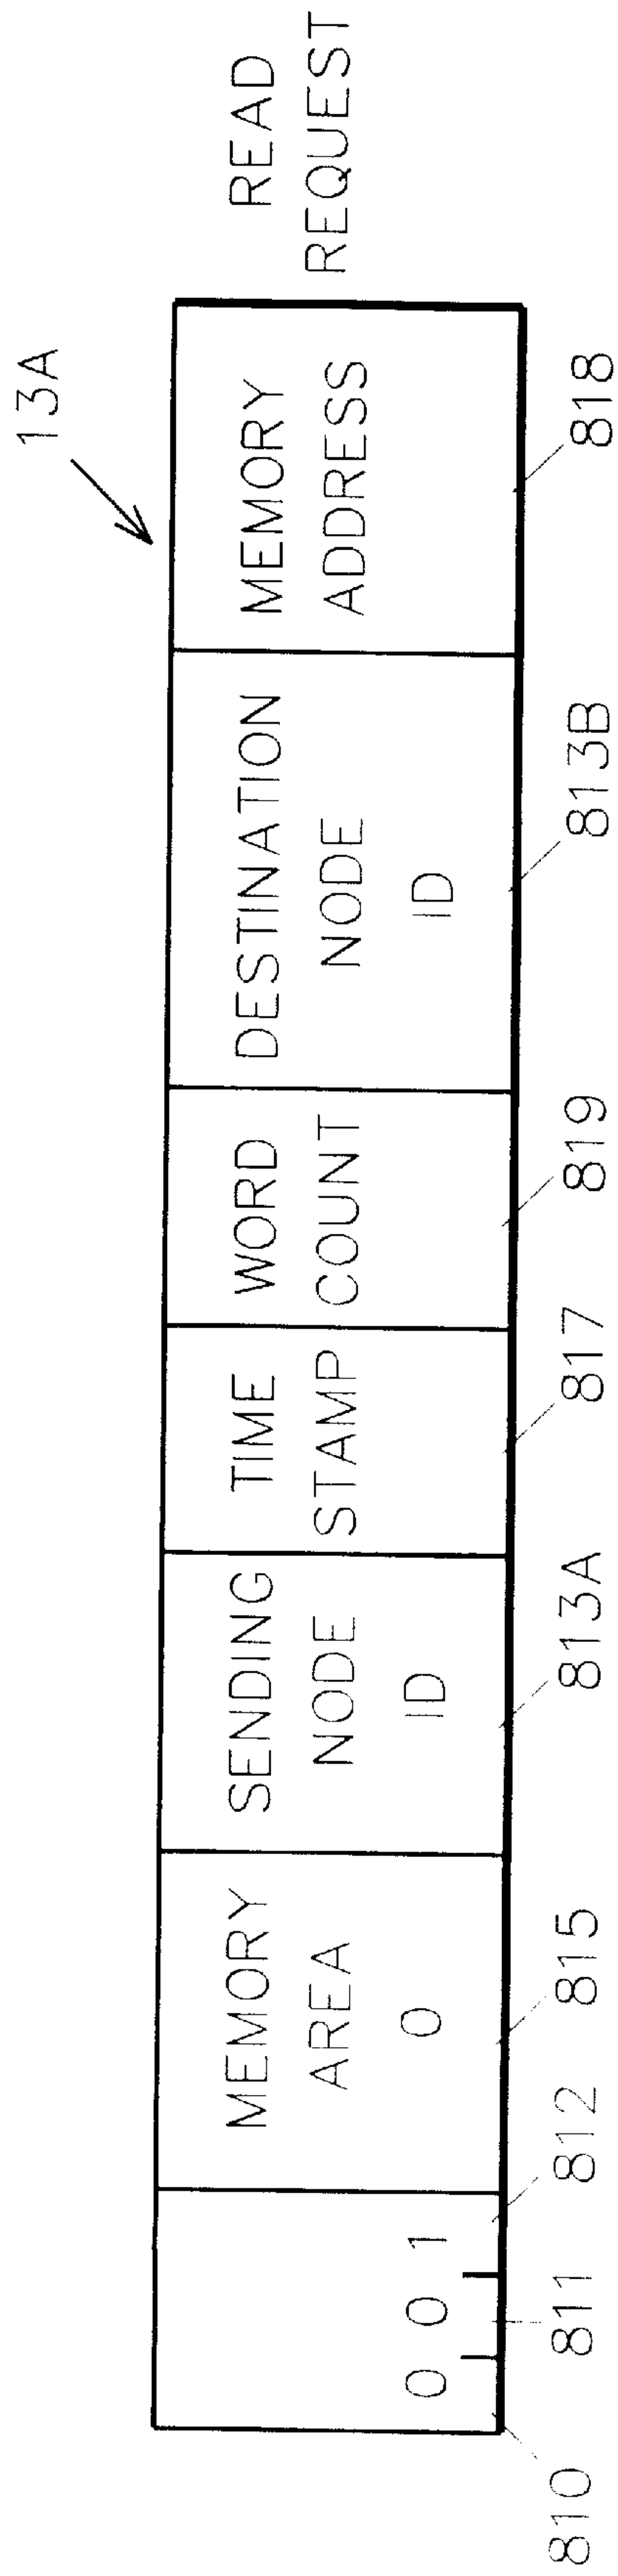 13A
0 0 1
MEMORY
AREA
0
SENDING
NODE
ID
TIME
STAMP
WORD
COUNT
DESTINATION
NODE
ID
MEMORY
ADDRESS
READ
REQUEST
810
811
812
815
813A
817
819
813B
818